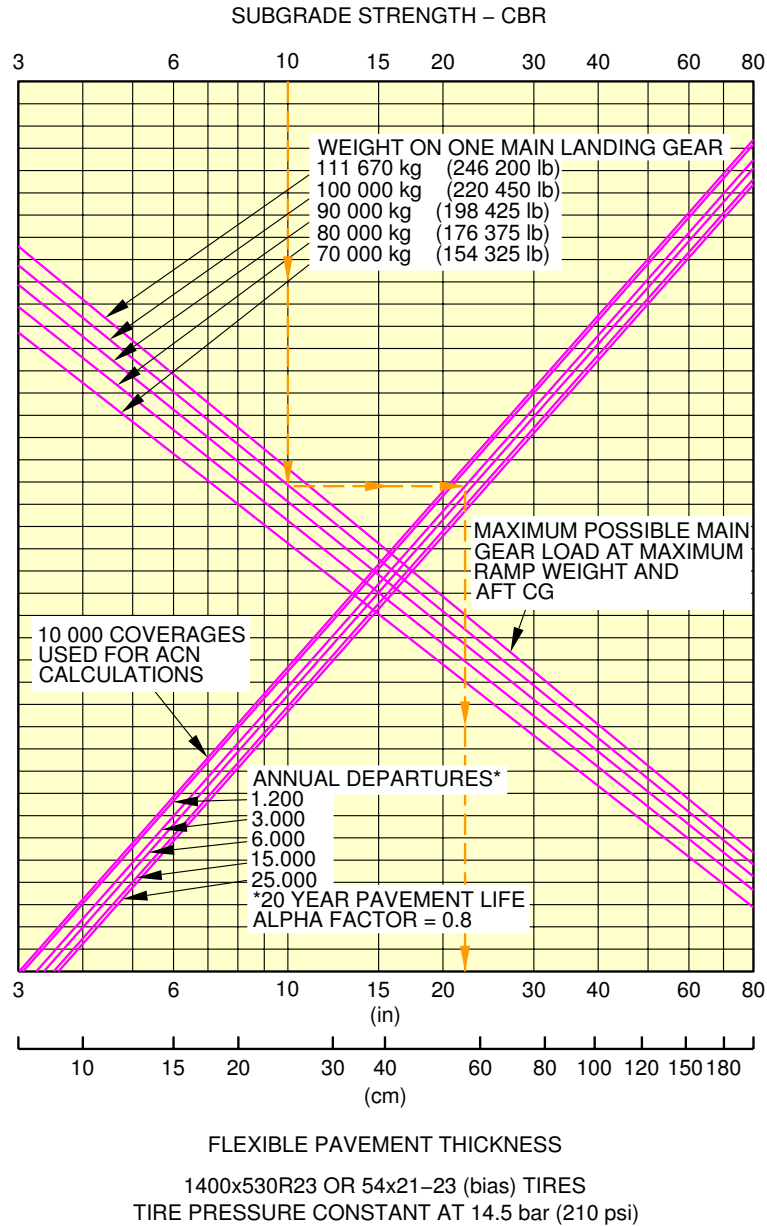 SUBGRADE STRENGTH – CBR
3 6 10 15 20 30 40 60 80
WEIGHT ON ONE MAIN LANDING GEAR
111 670 kg (246 200 lb)
100 000 kg (220 450 lb)
90 000 kg (198 425 lb)
80 000 kg (176 375 lb)
70 000 kg (154 325 lb)
MAXIMUM POSSIBLE MAIN
GEAR LOAD AT MAXIMUM
RAMP WEIGHT AND
AFT CG
10 000 COVERAGES
USED FOR ACN
CALCULATIONS
ANNUAL DEPARTURES*
1.200
3.000
6.000
15.000
25.000
*20 YEAR PAVEMENT LIFE
ALPHA FACTOR = 0.8
3 6 10 15 20 30 40 60 80
(in)
10 15 20 30 40 60 80 100 120 150 180
(cm)
FLEXIBLE PAVEMENT THICKNESS
1400x530R23 OR 54x21–23 (bias) TIRES
TIRE PRESSURE CONSTANT AT 14.5 bar (210 psi)